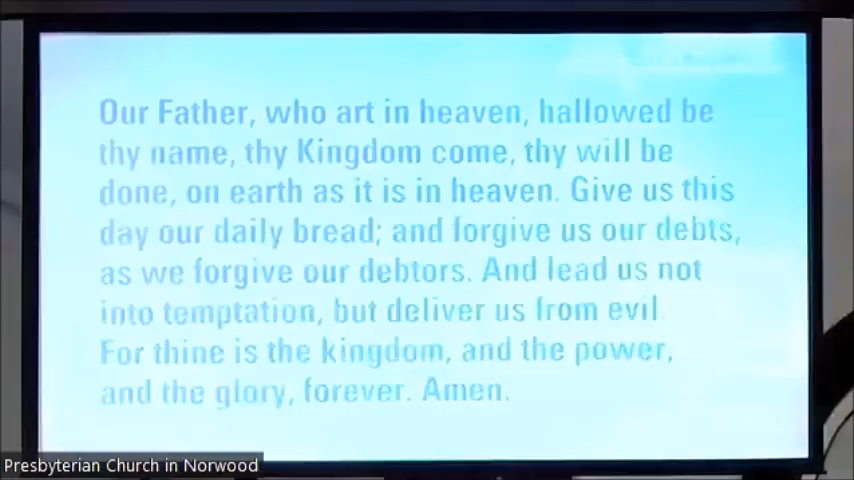 Our Father, who art in heaven, hallowed be
thy name, thy Kingdom come, thy will be
done, on earth as it is in heaven. Give us this
day our daily bread; and forgive us our debts,
as we forgive our debtors. And lead us not
into temptation, but deliver us from evil.
For thine is the kingdom, and the power,
and the glory, forever. Amen.
Presbyterian Church in Norwood